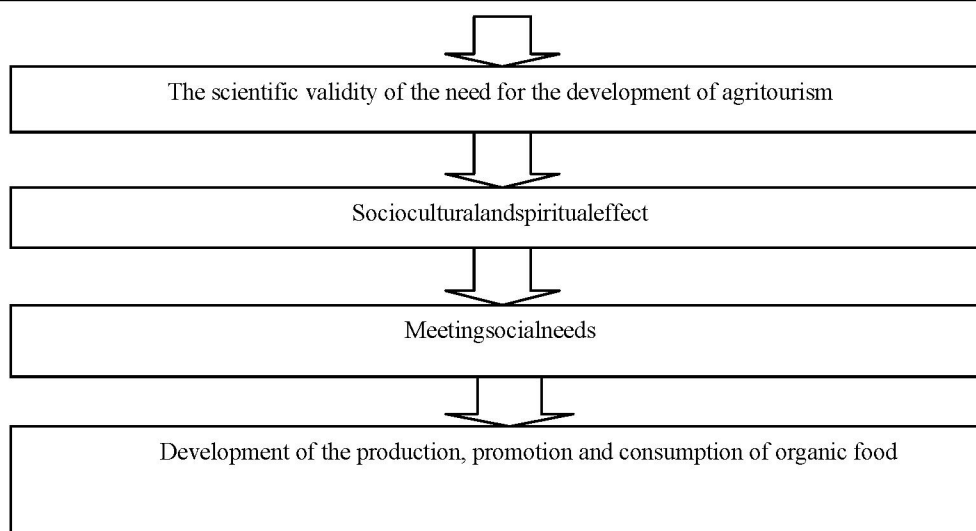 The scientific validity of the need for the development of agritourism
Socioculturalandspiritualeffect
Meetingsocialneeds
Development of the production, promotion and consumption of organic food